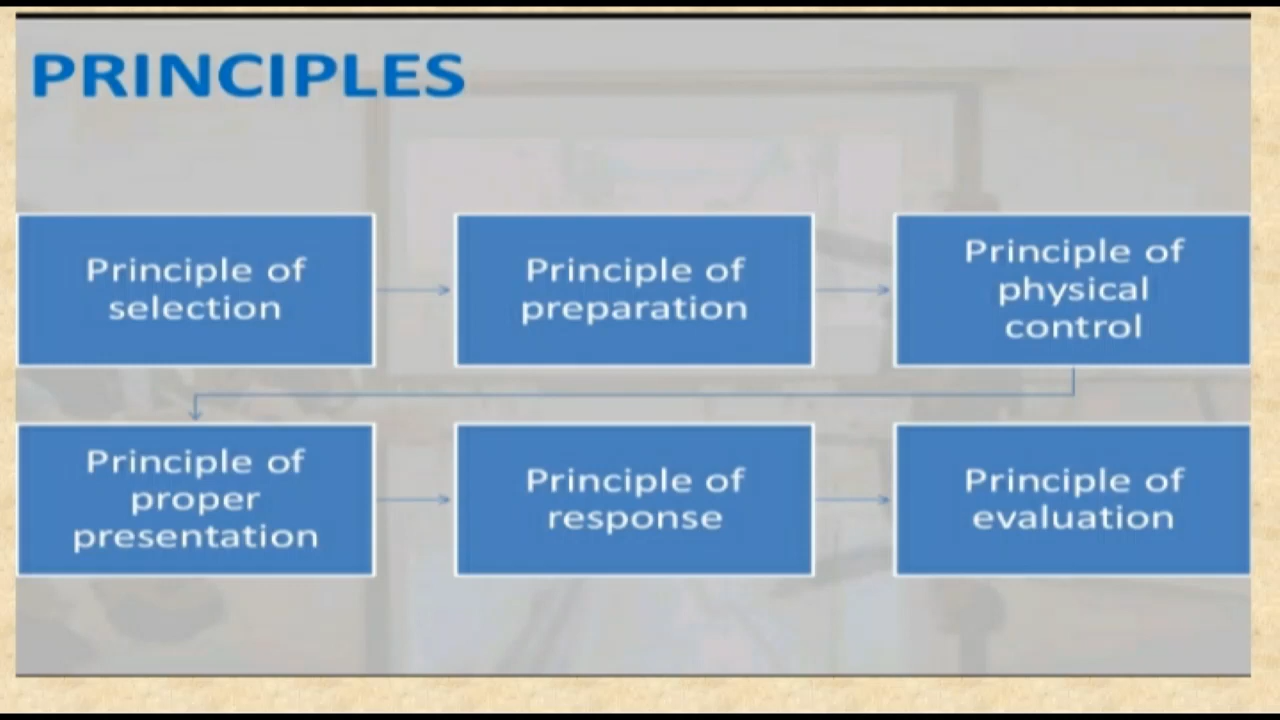 PRINCIPLES
Principle of
selection
Principle of
preparation
Principle of
physical
control
Principle of
proper
presentation
Principle of
response
Principle of
evaluation